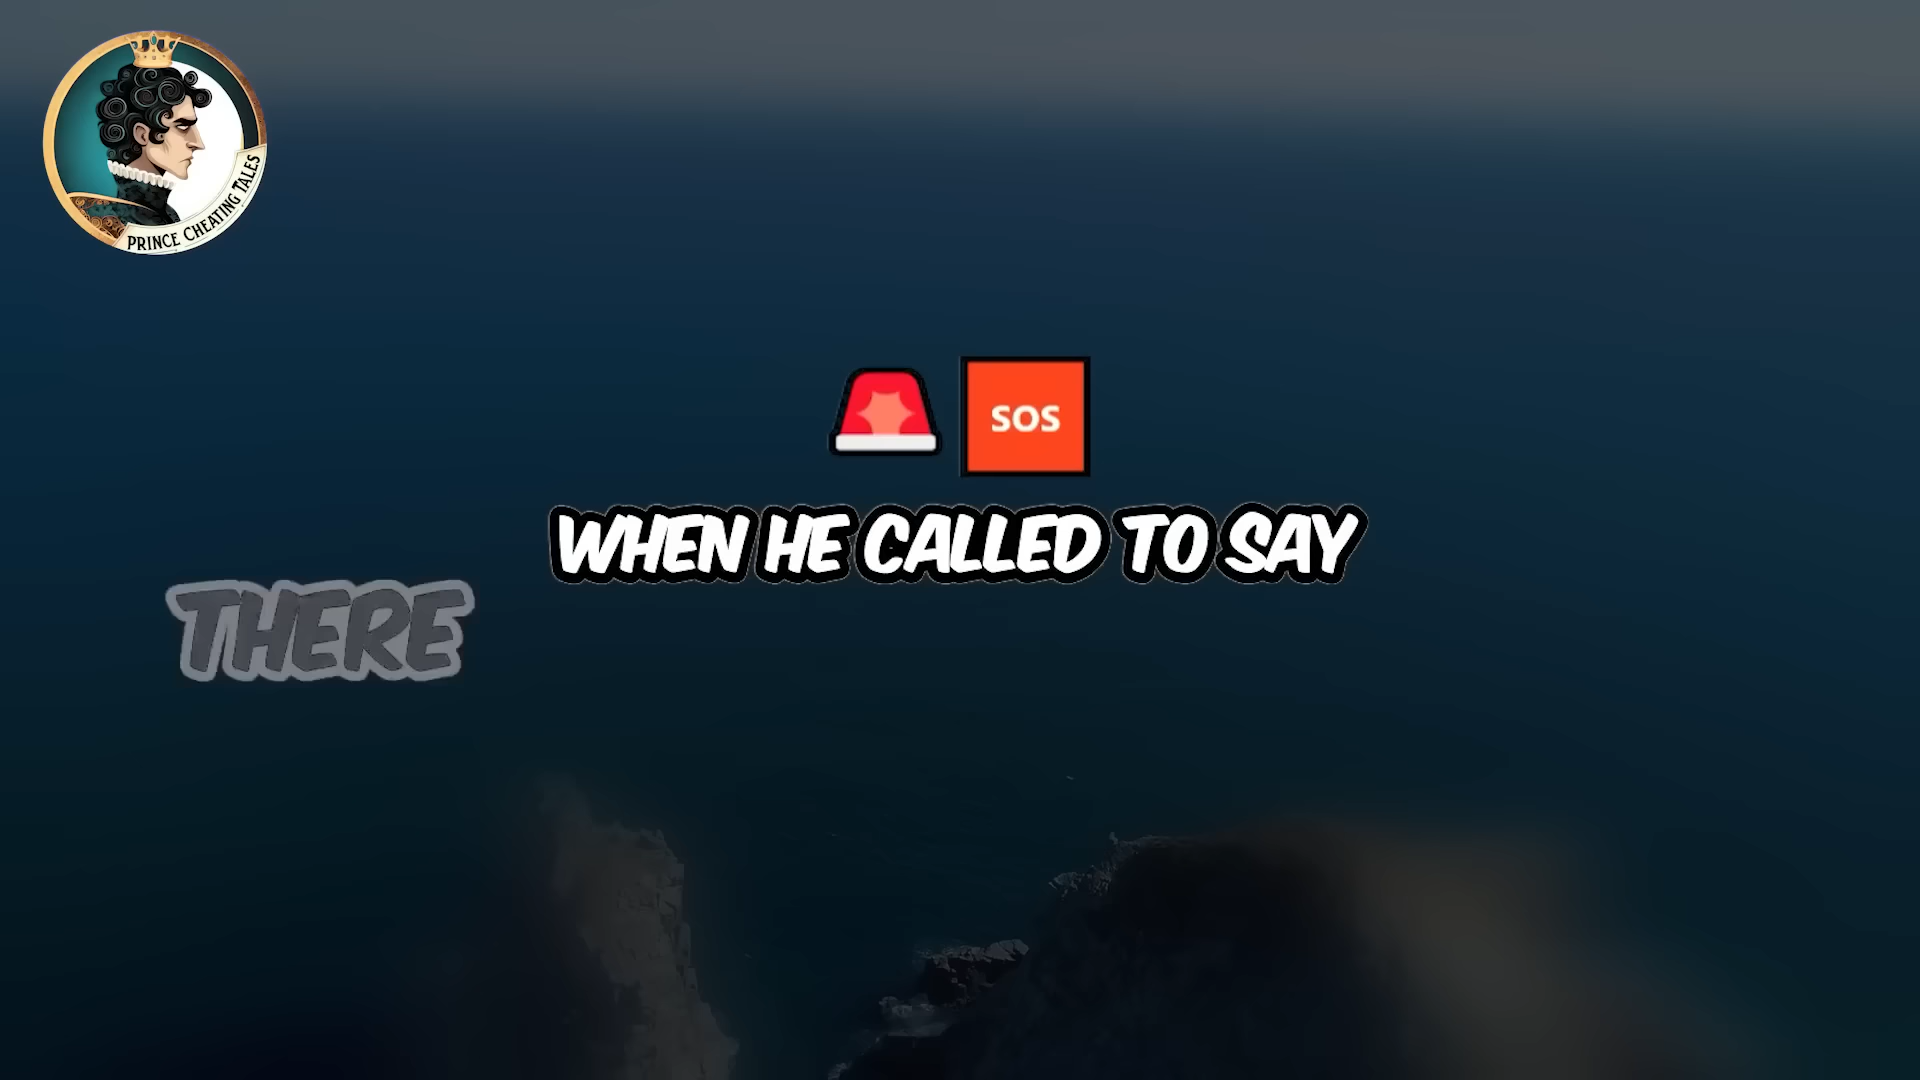 PRINCE CHEATING TALES
SOS
WHEN HE CALLED TO SAY
THERE